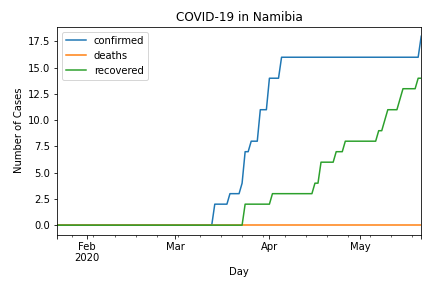 COVID-19 in Namibia
confirmed
deaths
recovered
Number of Cases
17.5
15.0
12.5
10.0
7.5
5.0
2.5
0.0
Feb
2020
Mar
Apr
May
Day